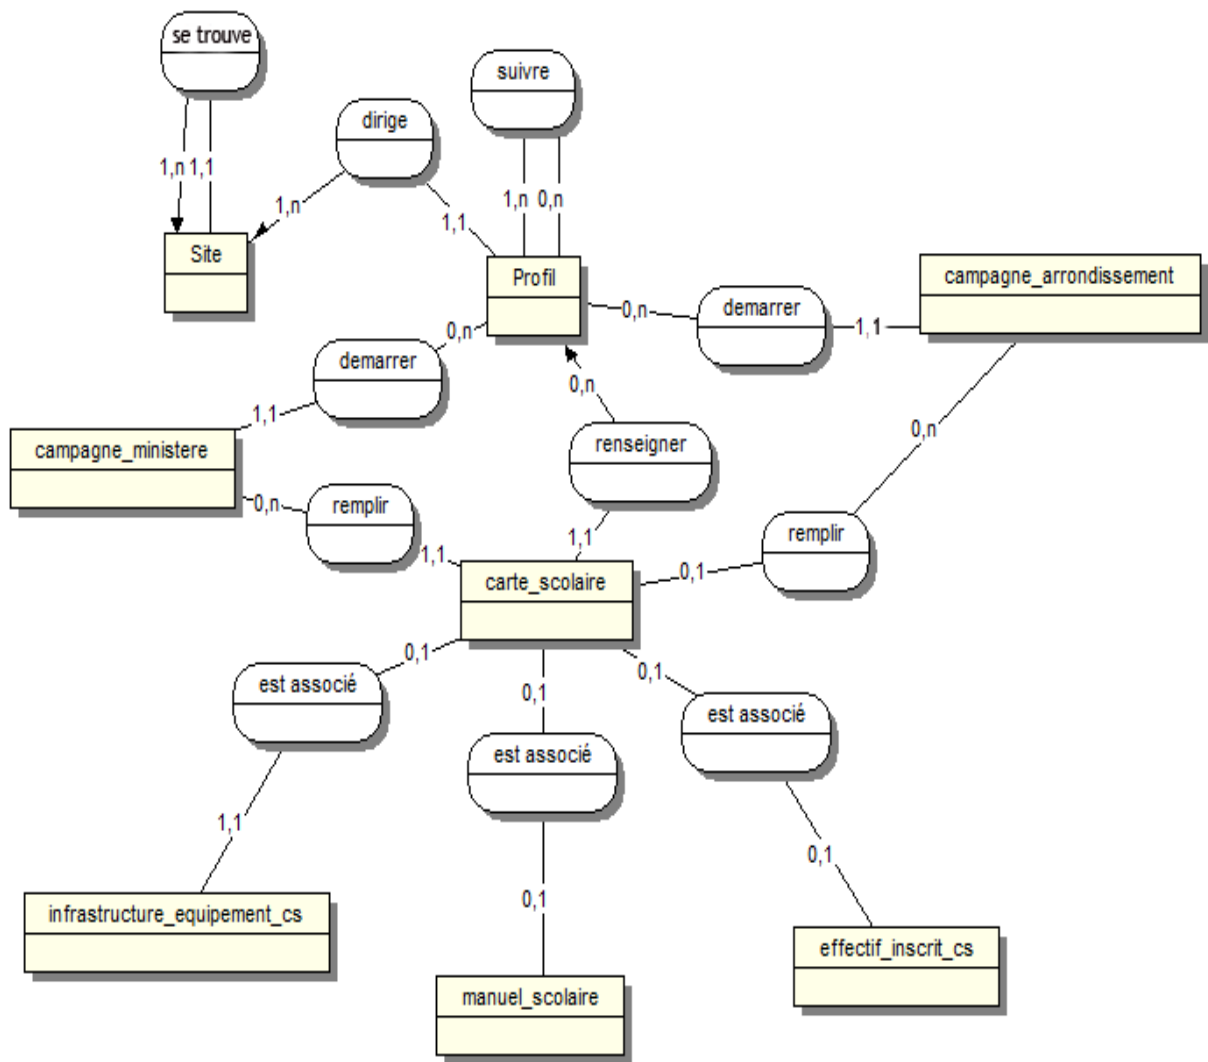 se trouve
suivre
dirige
1,n
1,1
1,n
1,n
0,n
1,1
Site
Profil
campagne_arrondissement
demarrer
0,n
1,1
0,n
demarrer
0,n
1,1
renseigner
0,n
campagne_ministere
remplir
0,n
remplir
1,1
1,1
0,1
carte_scolaire
0,1
0,1
0,1
est associé
est associé
est associé
1,1
0,1
0,1
infrastructure_equipement_cs
effectif_inscrit_cs
manuel_scolaire